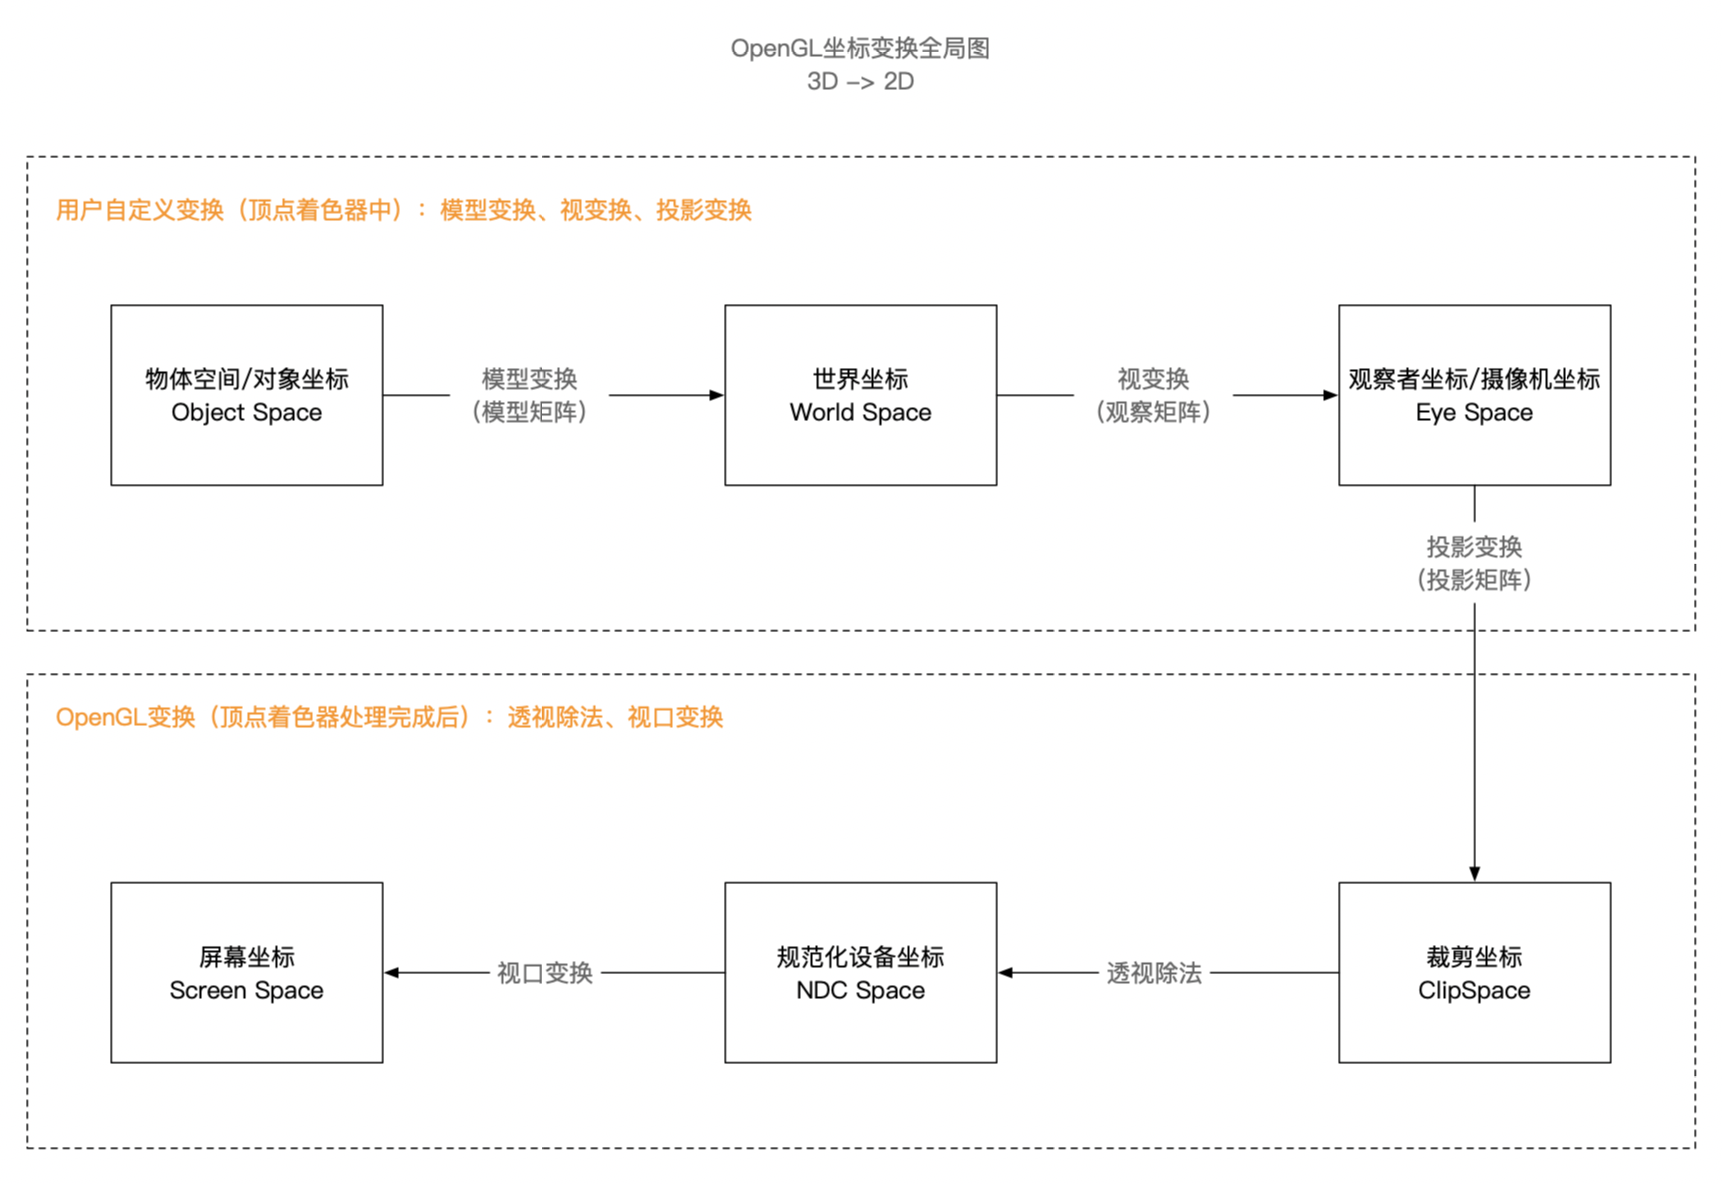 OpenGL坐标变换全局图
3D -> 2D
用户自定义变换（顶点着色器中）：模型变换、视变换、投影变换
物体空间/对象坐标
Object Space
模型变换
（模型矩阵）
世界坐标
World Space
视变换
（观察矩阵）
观察者坐标/摄像机坐标
Eye Space
投影变换
（投影矩阵）
OpenGL变换（顶点着色器处理完成后）：透视除法、视口变换
屏幕坐标
Screen Space
视口变换
规范化设备坐标
NDC Space
透视除法
裁剪坐标
ClipSpace